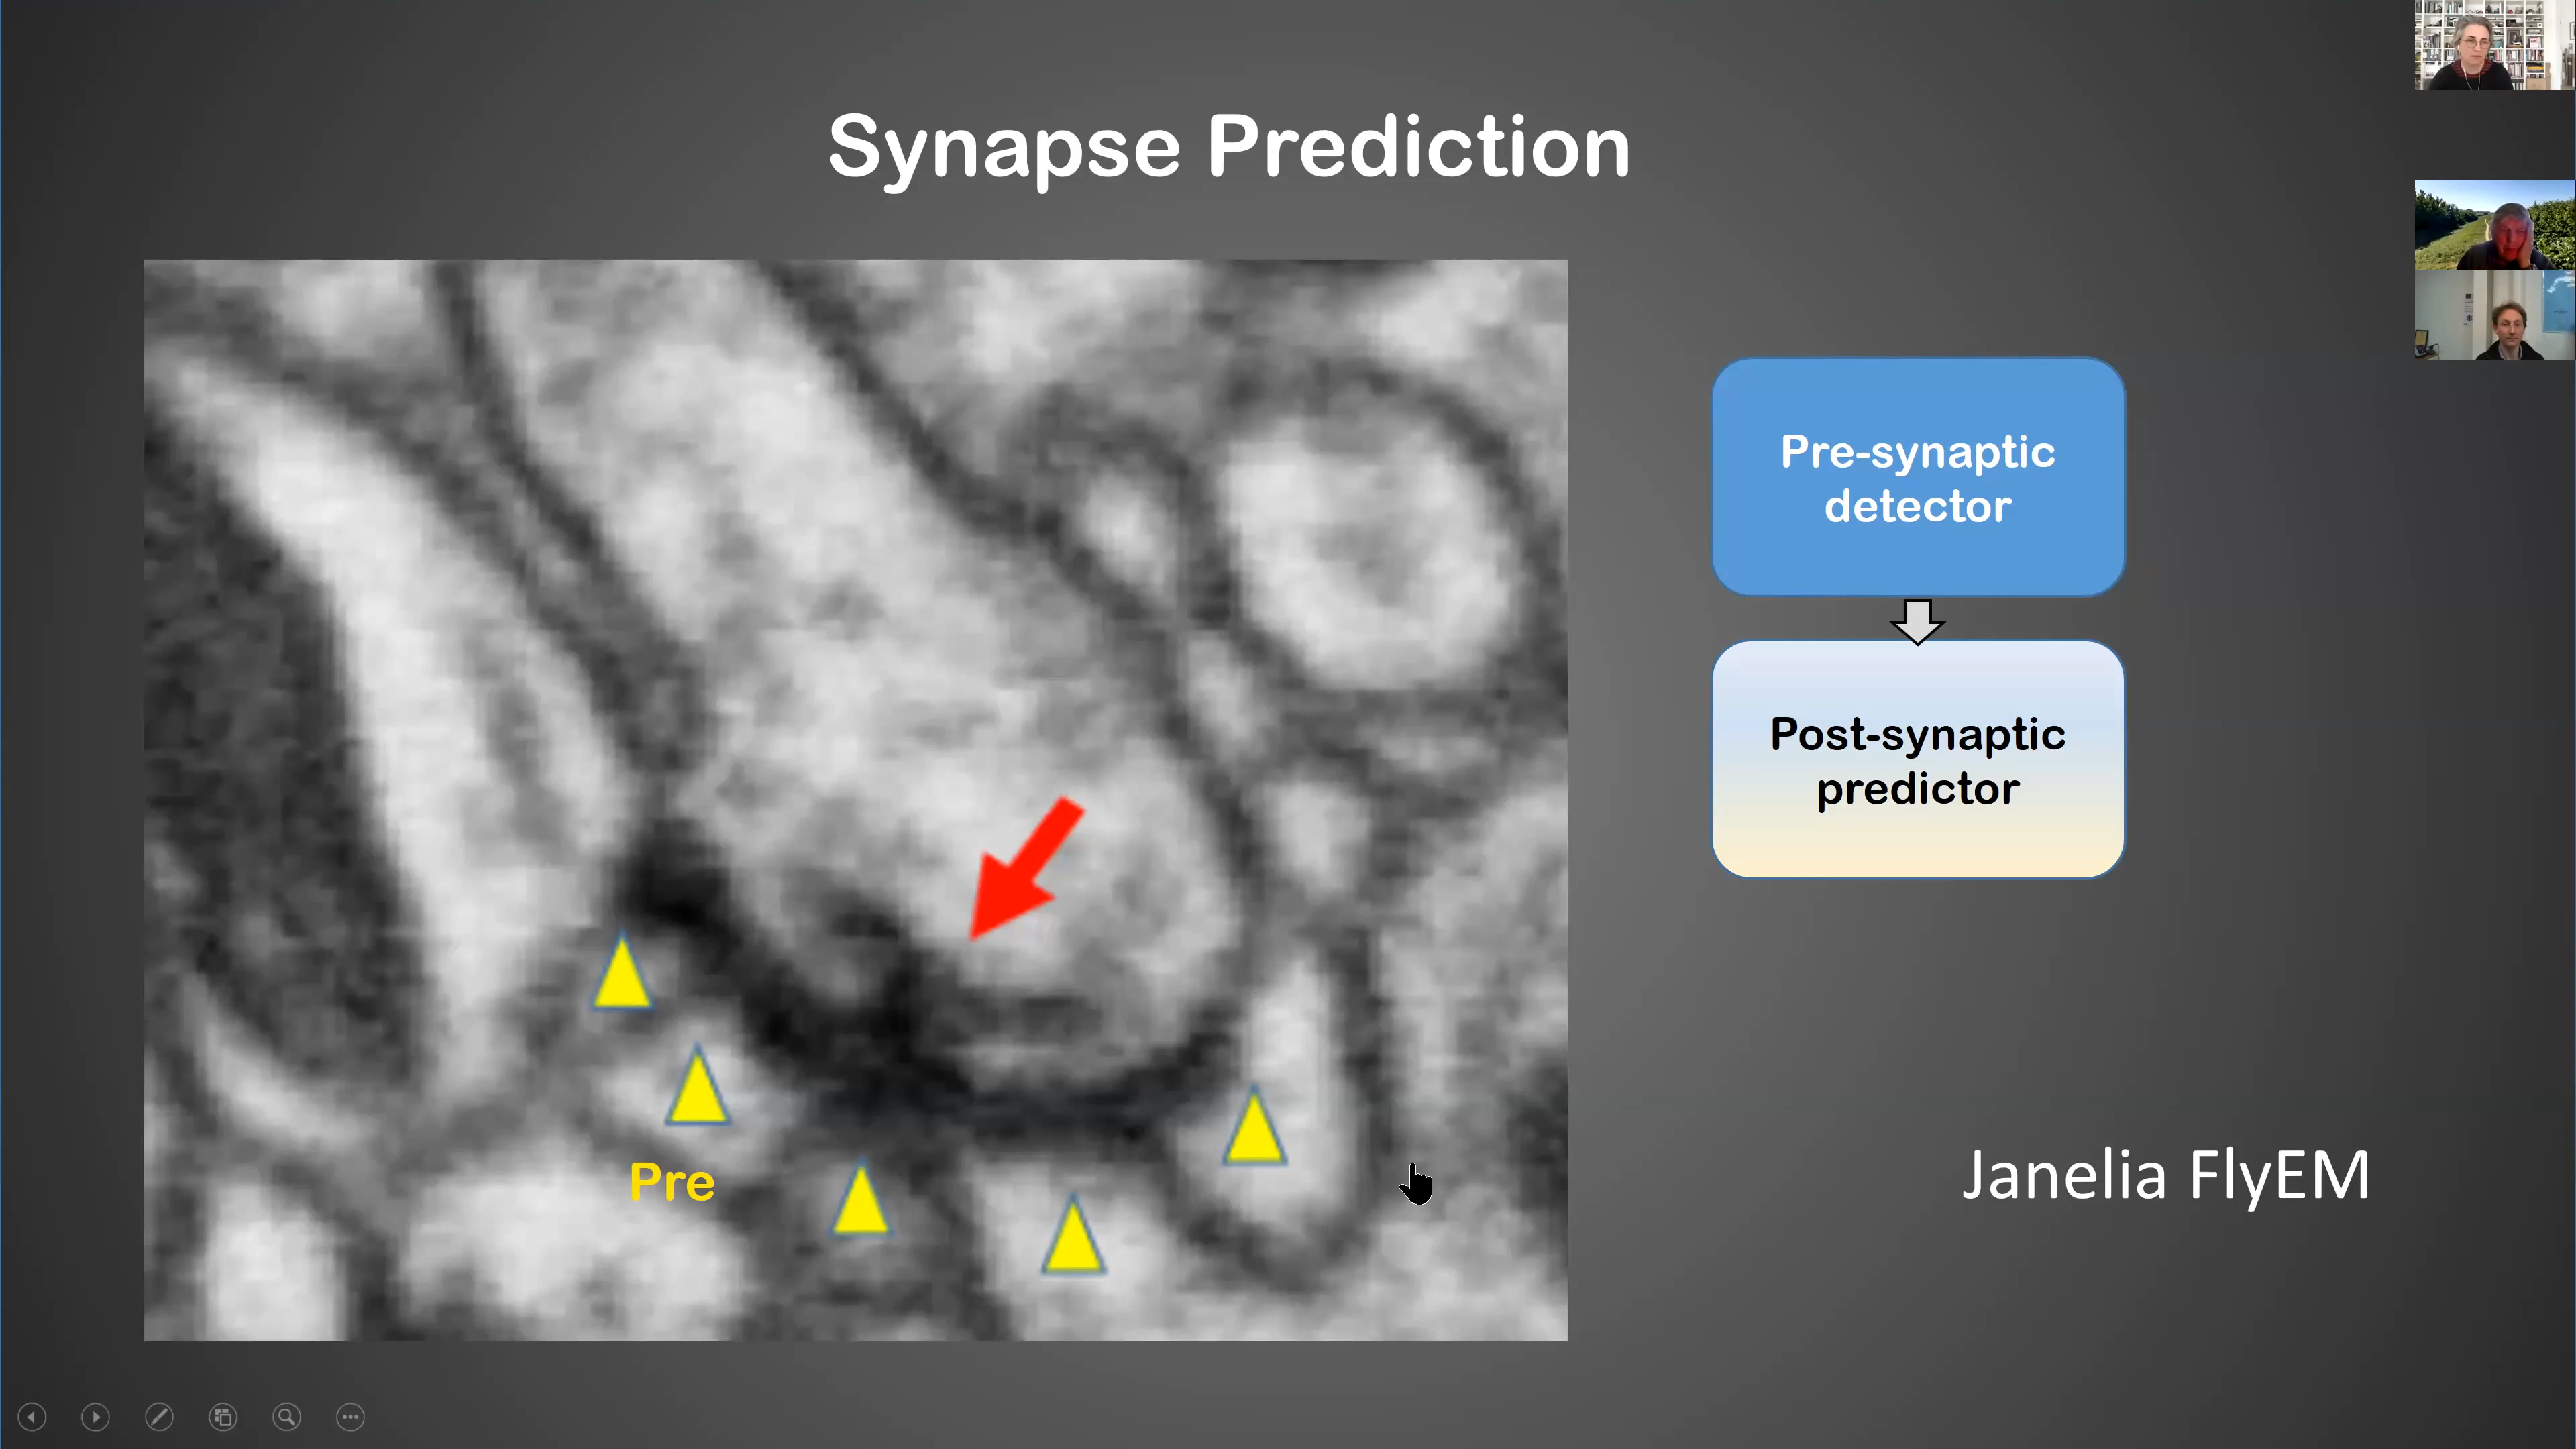 Synapse Prediction
Pre-synaptic
detector
Post-synaptic
predictor
Pre
Janelia FlyEM